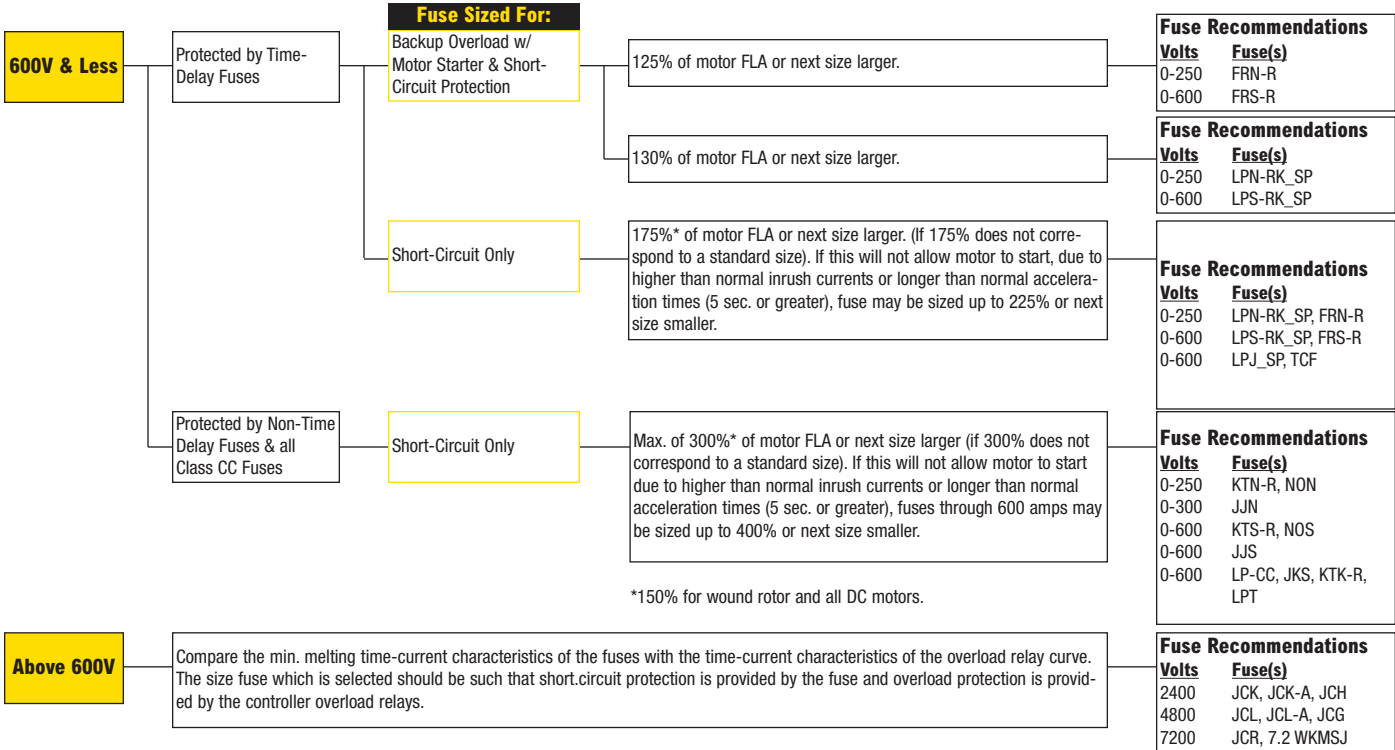 Fuse Sized For:
600V & Less
Protected by Time-
Delay Fuses
Backup Overload w/
Motor Starter & Short-
Circuit Protection
125% of motor FLA or next size larger.
Fuse Recommendations
Volts Fuse(s)
0-250 FRN-R
0-600 FRS-R
130% of motor FLA or next size larger.
Fuse Recommendations
Volts Fuse(s)
0-250 LPN-RK_SP
0-600 LPS-RK_SP
Short-Circuit Only
175%* of motor FLA or next size larger. (If 175% does not corre-
spond to a standard size). If this will not allow motor to start, due to
higher than normal inrush currents or longer than normal accelera-
tion times (5 sec. or greater), fuse may be sized up to 225% or next
size smaller.
Fuse Recommendations
Volts Fuse(s)
0-250 LPN-RK_SP, FRN-R
0-600 LPS-RK_SP, FRS-R
0-600 LPJ_SP, TCF
Protected by Non-Time
Delay Fuses & all
Class CC Fuses
Short-Circuit Only
Max. of 300%* of motor FLA or next size larger (if 300% does not
correspond to a standard size). If this will not allow motor to start
due to higher than normal inrush currents or longer than normal
acceleration times (5 sec. or greater), fuses through 600 amps may
be sized up to 400% or next size smaller.
Fuse Recommendations
Volts Fuse(s)
0-250 KTN-R, NON
0-300 JJN
0-600 KTS-R, NOS
0-600 JJS
0-600 LP-CC, JKS, KTK-R,
LPT
*150% for wound rotor and all DC motors.
Above 600V
Compare the min. melting time-current characteristics of the fuses with the time-current characteristics of the overload relay curve.
The size fuse which is selected should be such that short.circuit protection is provided by the fuse and overload protection is provid-
ed by the controller overload relays.
Fuse Recommendations
Volts Fuse(s)
2400 JCK, JCK-A, JCH
4800 JCL, JCL-A, JCG
7200 JCR, 7.2 WKMSJ